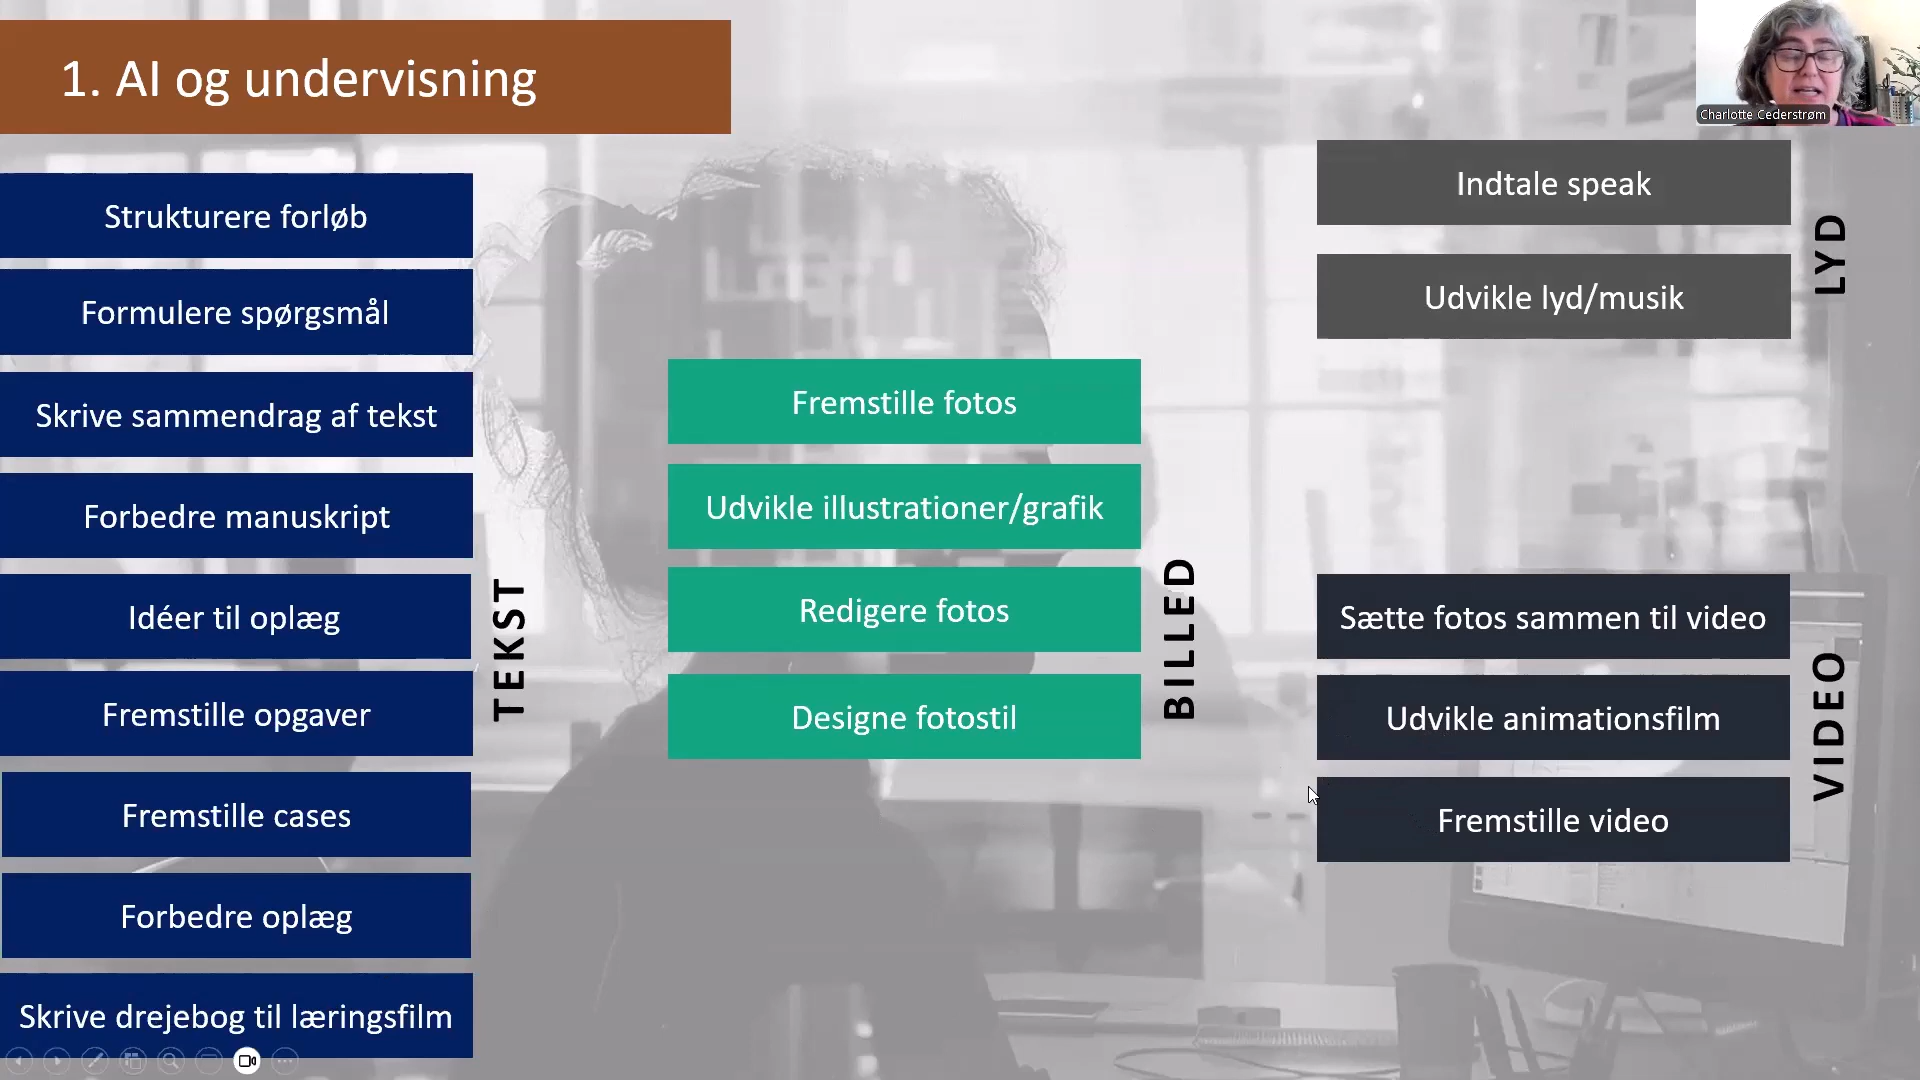 1. AI og undervisning
Charlotte Cederstrøm
Strukturere forløb
Formulere spørgsmål
Skrive sammendrag af tekst
Forbedre manuskript
Idéer til oplæg
Fremstille opgaver
Fremstille cases
Forbedre oplæg
Skrive drejebog til læringsfilm
TEKST
Fremstille fotos
Udvikle illustrationer/grafik
Redigere fotos
Designe fotostil
BILLED
Indtale speak
Udvikle lyd/musik
LYD
Sætte fotos sammen til video
Udvikle animationsfilm
Fremstille video
VIDEO